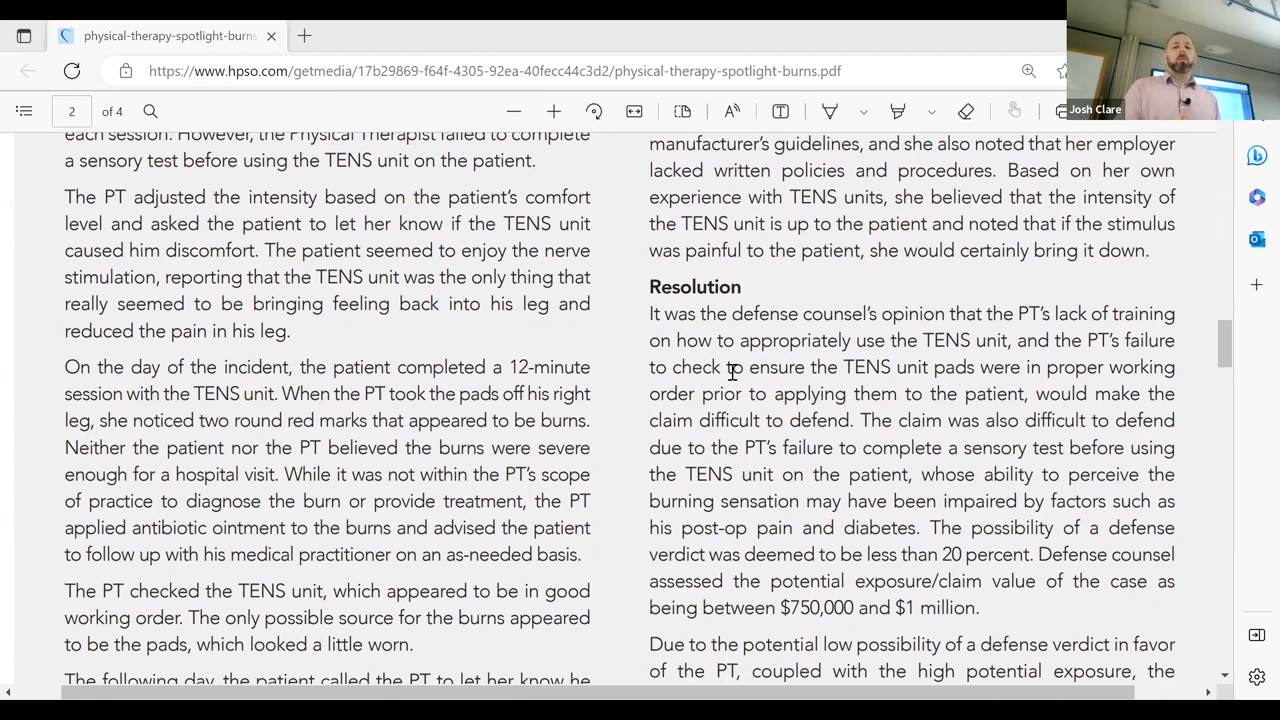 physical-therapy-spotlight-burns
https://www.hpso.com/getmedia/17b29869-f64f-4305-92ea-40fecc44c3d2/physical-therapy-spotlight-burns.pdf
Josh Clare
2 of 4
each session. However, the Physical Therapist failed to complete
a sensory test before using the TENS unit on the patient.
The PT adjusted the intensity based on the patient's comfort
level and asked the patient to let her know if the TENS unit
caused him discomfort. The patient seemed to enjoy the nerve
stimulation, reporting that the TENS unit was the only thing that
really seemed to be bringing feeling back into his leg and
reduced the pain in his leg.
On the day of the incident, the patient completed a 12-minute
session with the TENS unit. When the PT took the pads off his right
leg, she noticed two round red marks that appeared to be burns.
Neither the patient nor the PT believed the burns were severe
enough for a hospital visit. While it was not within the PT's scope
of practice to diagnose the burn or provide treatment, the PT
applied antibiotic ointment to the burns and advised the patient
to follow up with his medical practitioner on an as-needed basis.
The PT checked the TENS unit, which appeared to be in good
working order. The only possible source for the burns appeared
to be the pads, which looked a little worn.
The following day, the patient called the PT to let her know he
manufacturer's guidelines, and she also noted that her employer
lacked written policies and procedures. Based on her own
experience with TENS units, she believed that the intensity of
the TENS unit is up to the patient and noted that if the stimulus
was painful to the patient, she would certainly bring it down.
Resolution
It was the defense counsel's opinion that the PT's lack of training
on how to appropriately use the TENS unit, and the PT's failure
to check to ensure the TENS unit pads were in proper working
order prior to applying them to the patient, would make the
claim difficult to defend. The claim was also difficult to defend
due to the PT's failure to complete a sensory test before using
the TENS unit on the patient, whose ability to perceive the
burning sensation may have been impaired by factors such as
his post-op pain and diabetes. The possibility of a defense
verdict was deemed to be less than 20 percent. Defense counsel
assessed the potential exposure/claim value of the case as
being between $750,000 and $1 million.
Due to the potential low possibility of a defense verdict in favor
of the PT, coupled with the high potential exposure, the